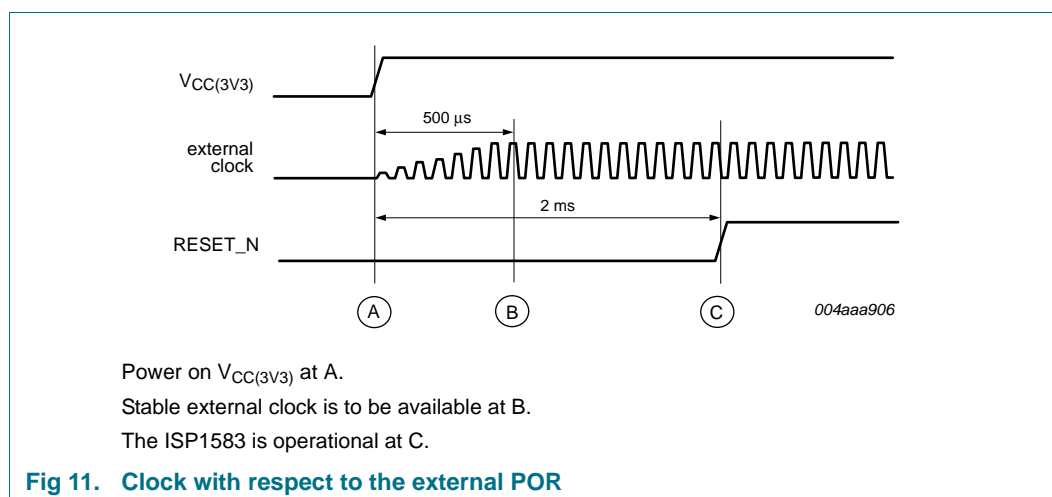 VCC(3V3)
500 μs
external
clock
2 ms
RESET_N
A
B
C
004aaa906
Power on VCC(3V3) at A.
Stable external clock is to be available at B.
The ISP1583 is operational at C.
Fig 11. Clock with respect to the external POR